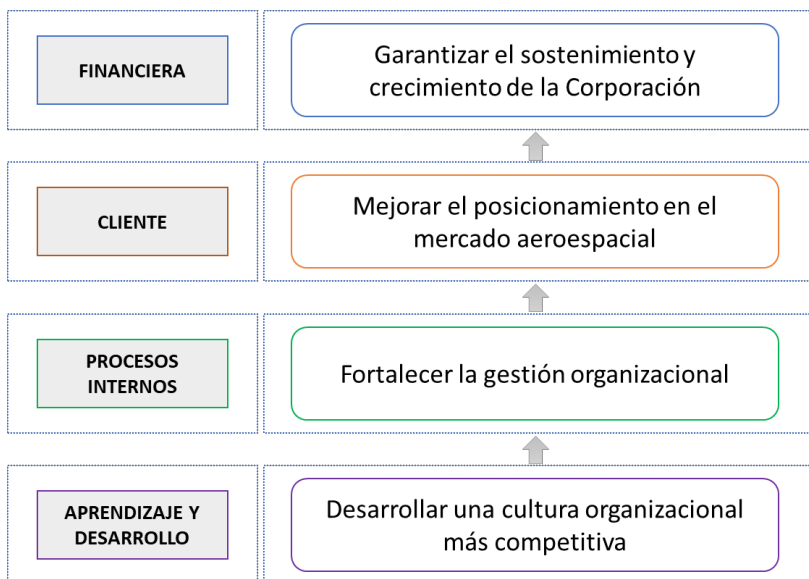 FINANCIERA
Garantizar el sostenimiento y
crecimiento de la Corporación
CLIENTE
Mejorar el posicionamiento en el
mercado aeroespacial
PROCESOS
INTERNOS
Fortalecer la gestión organizacional
APRENDIZAJE Y
DESARROLLO
Desarrollar una cultura organizacional
más competitiva